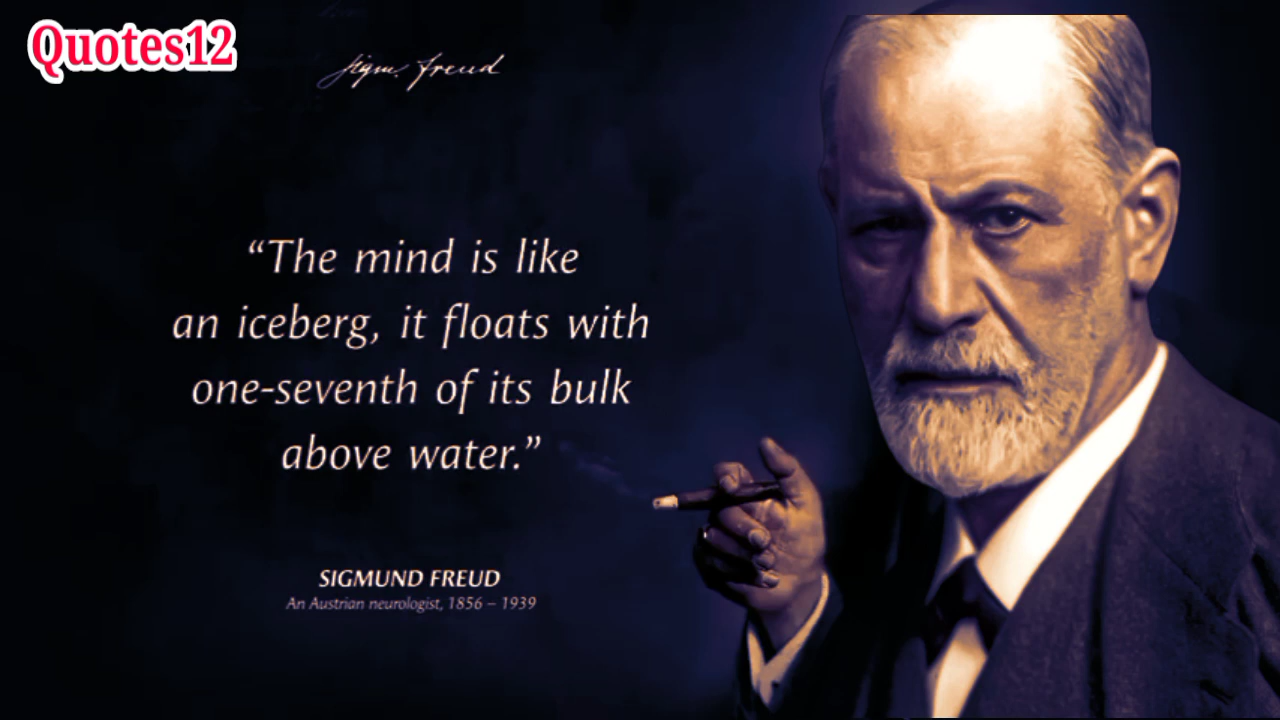 Quotes12
Sigm. Freud
“The mind is like
an iceberg, it floats with
one-seventh of its bulk
above water.”
SIGMUND FREUD
An Austrian neurologist, 1856 – 1939